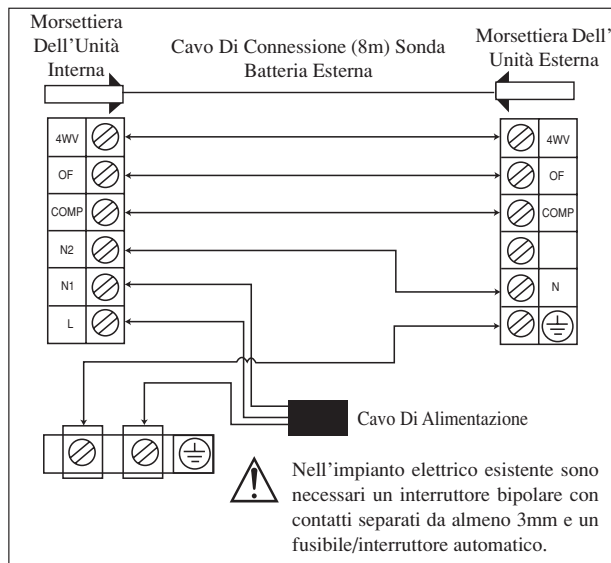 Morsettiera
Dell'Unità
Interna
Cavo Di Connessione (8m) Sonda
Batteria Esterna
Morsettiera Dell'
Unità Esterna
4WV
OF
COMP
N2
N1
L
4WV
OF
COMP
N
Cavo Di Alimentazione
Nell'impianto elettrico esistente sono
necessari un interruttore bipolare con
contatti separati da almeno 3mm e un
fusibile/interruttore automatico.